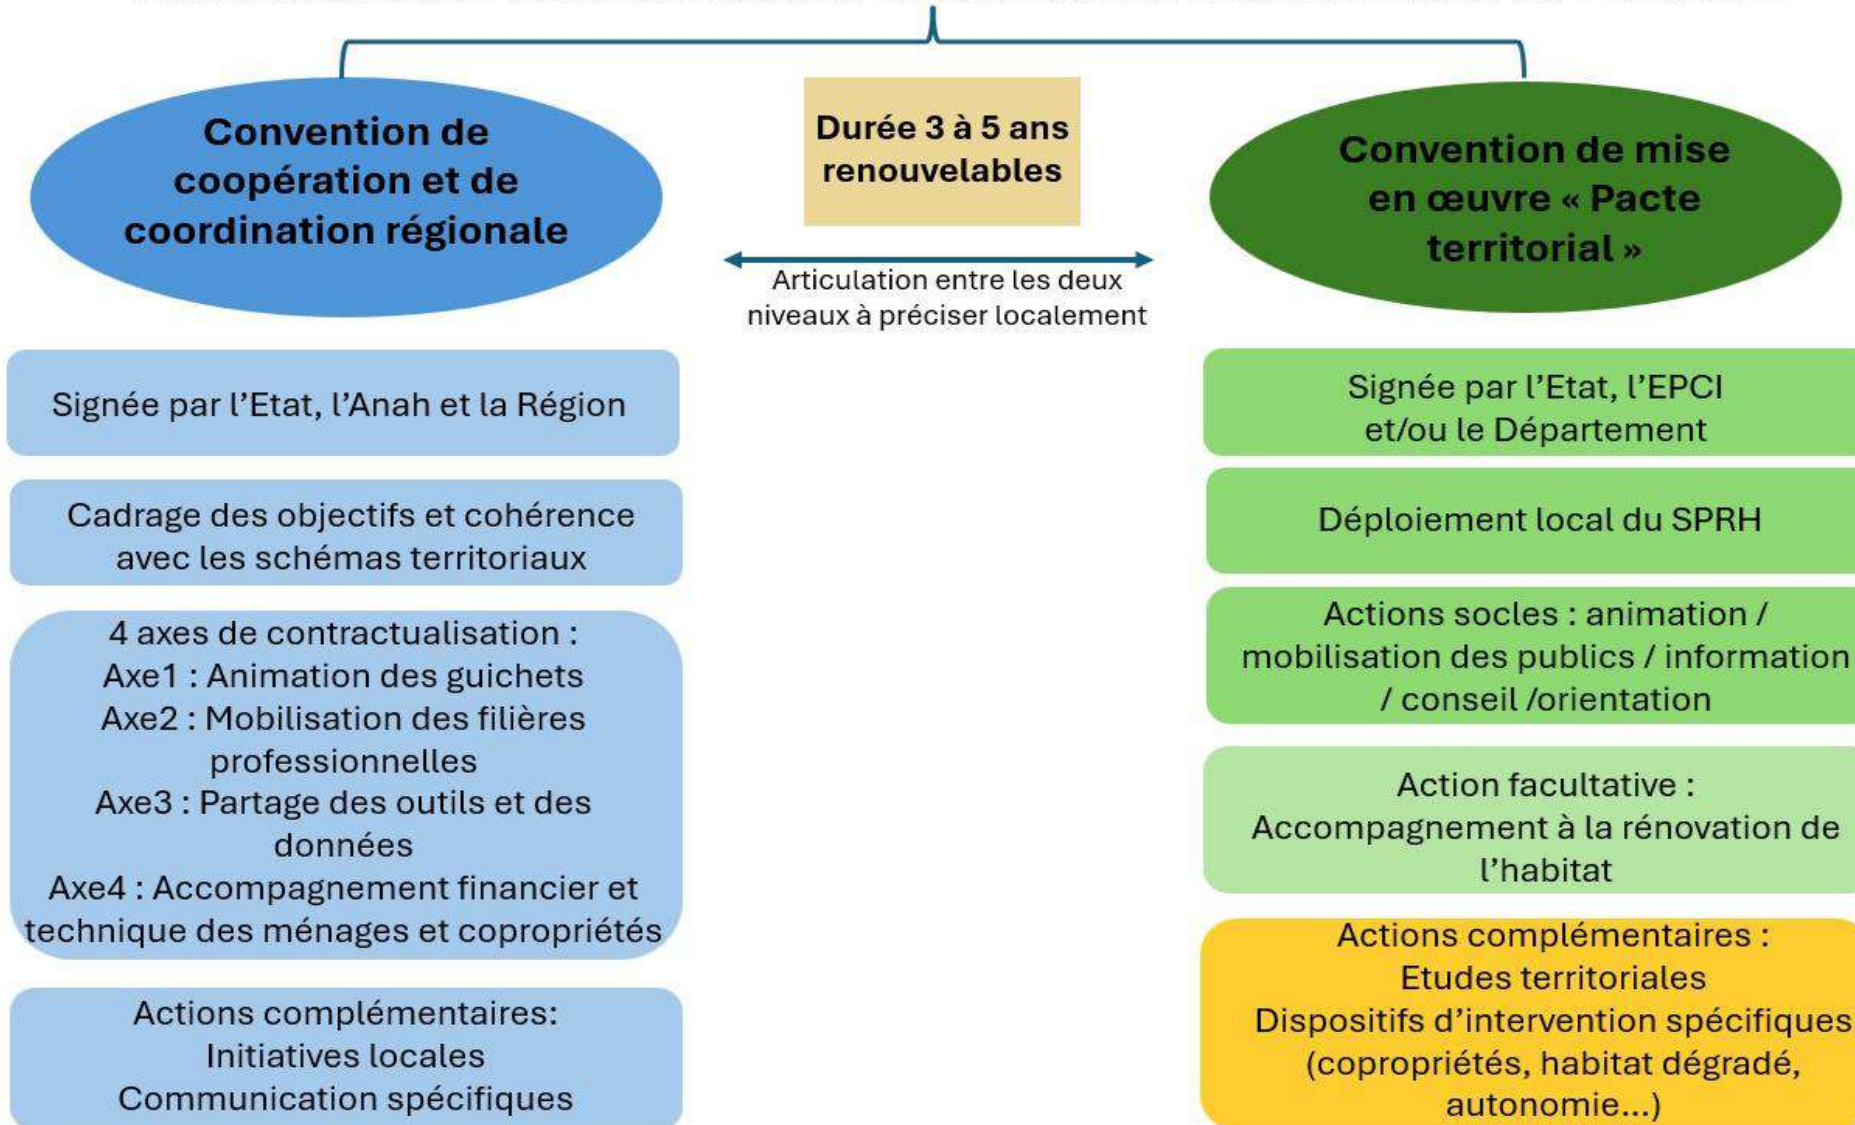 Convention de
coopération et de
coordination régionale
Durée 3 à 5 ans
renouvelables
Articulation entre les deux
niveaux à préciser localement
Convention de mise
en œuvre « Pacte
territorial »
Signée par l'Etat, l'Anah et la Région
Cadrage des objectifs et cohérence
avec les schémas territoriaux
4 axes de contractualisation :
Axe1 : Animation des guichets
Axe2 : Mobilisation des filières
professionnelles
Axe3 : Partage des outils et des
données
Axe4 : Accompagnement financier et
technique des ménages et copropriétés
Actions complémentaires:
Initiatives locales
Communication spécifiques
Signée par l'Etat, l'EPCI
et/ou le Département
Déploiement local du SPRH
Actions socles : animation /
mobilisation des publics / information
/ conseil /orientation
Action facultative :
Accompagnement à la rénovation de
l'habitat
Actions complémentaires :
Etudes territoriales
Dispositifs d'intervention spécifiques
(copropriétés, habitat dégradé,
autonomie...)